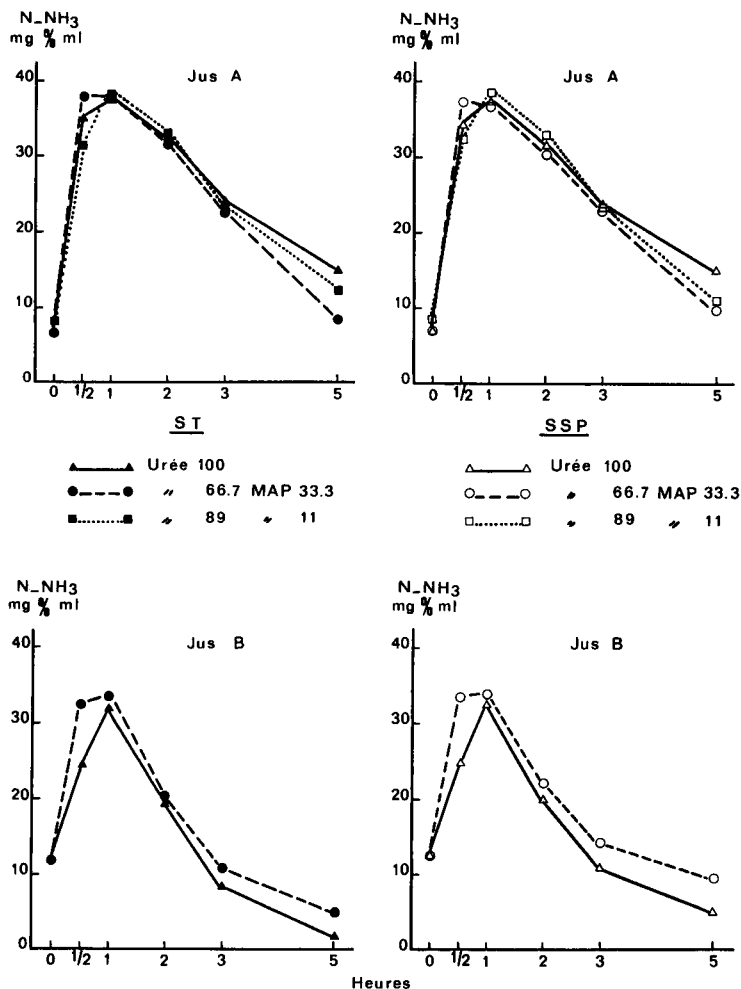 N_NH3
mg % ml
Jus A
40
30
20
10
0
0 1/2 1 2 3 5
ST
Urée 100
〃 66.7 MAP 33.3
〃 89 〃 11
N_NH3
mg % ml
Jus A
40
30
20
10
0
0 1/2 1 2 3 5
SSP
Urée 100
〃 66.7 MAP 33.3
〃 89 〃 11
N_NH3
mg % ml
Jus B
40
30
20
10
0
0 1/2 1 2 3 5
N_NH3
mg % ml
Jus B
40
30
20
10
0
0 1/2 1 2 3 5
Heures